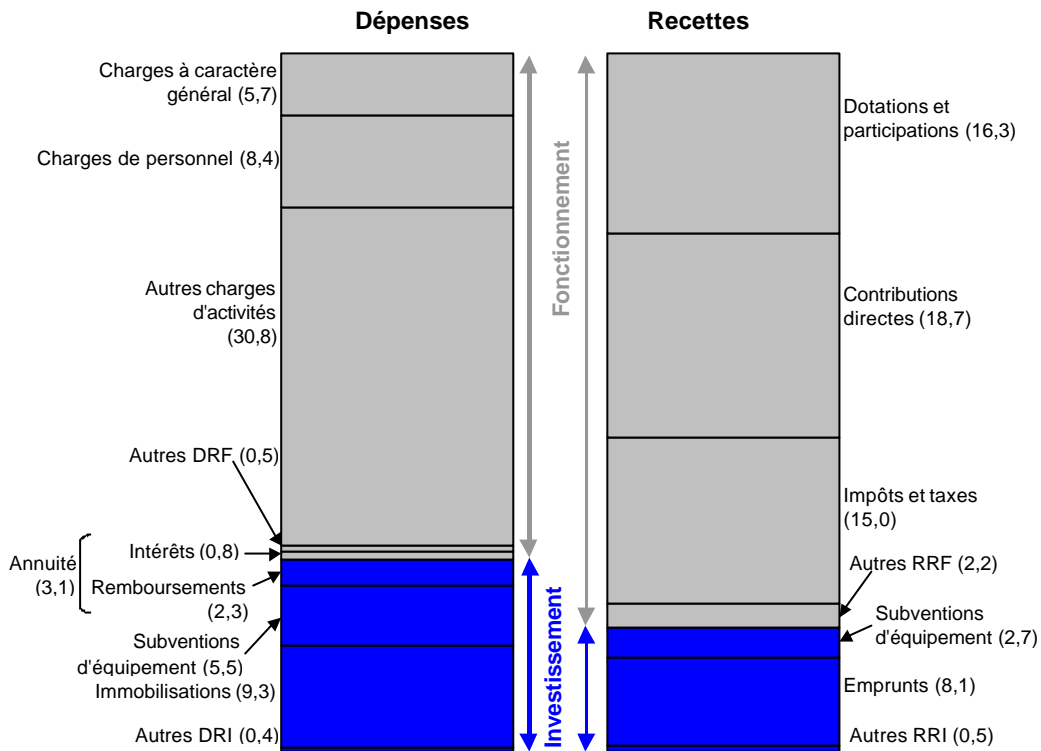 Dépenses
Recettes
Charges à caractère
général (5,7)
Charges de personnel (8,4)
Autres charges
d'activités
(30,8)
Autres DRF (0,5)
Annuité
(3,1)
Intérêts (0,8)
Remboursements
(2,3)
Subventions
d'équipement (5,5)
Immobilisations (9,3)
Autres DRI (0,4)
Fonctionnement
Investissement
Dotations et
participations (16,3)
Contributions
directes (18,7)
Impôts et taxes
(15,0)
Autres RRF (2,2)
Subventions
d'équipement (2,7)
Emprunts (8,1)
Autres RRI (0,5)